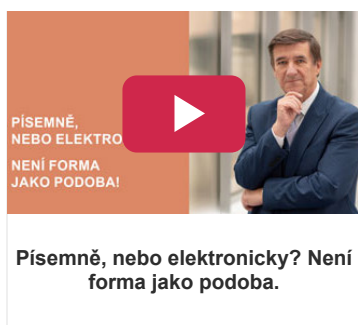 PÍSEMNĚ,
NEBO ELEKTRO
NENÍ FORMA
JAKO PODOBA!
Písemně, nebo elektronicky? Není
forma jako podoba.